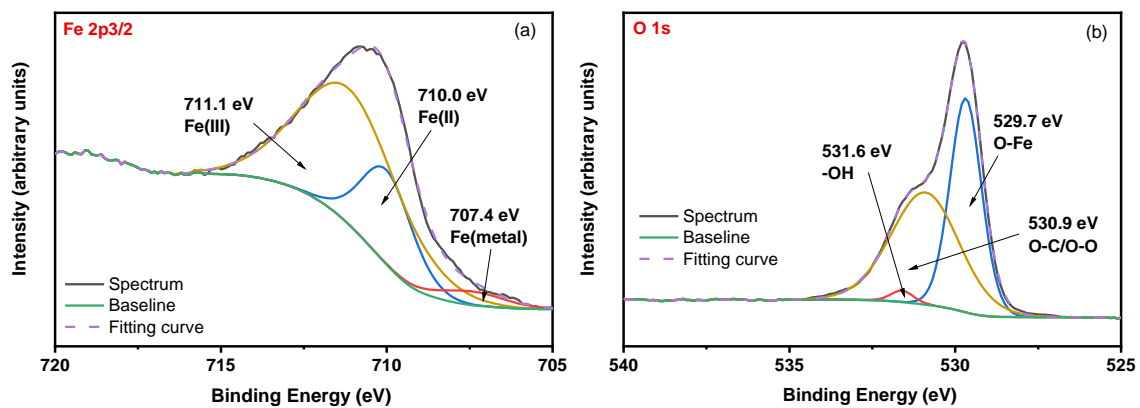 Fe 2p3/2
(a)
711.1 eV
Fe(III)
710.0 eV
Fe(II)
707.4 eV
Fe(metal)
Spectrum
Baseline
Fitting curve
Intensity (arbitrary units)
720
715
710
705
Binding Energy (eV)
O 1s
(b)
529.7 eV
O-Fe
531.6 eV
-OH
530.9 eV
O-C/O-O
Spectrum
Baseline
Fitting curve
Intensity (arbitrary units)
540
535
530
525
Binding Energy (eV)